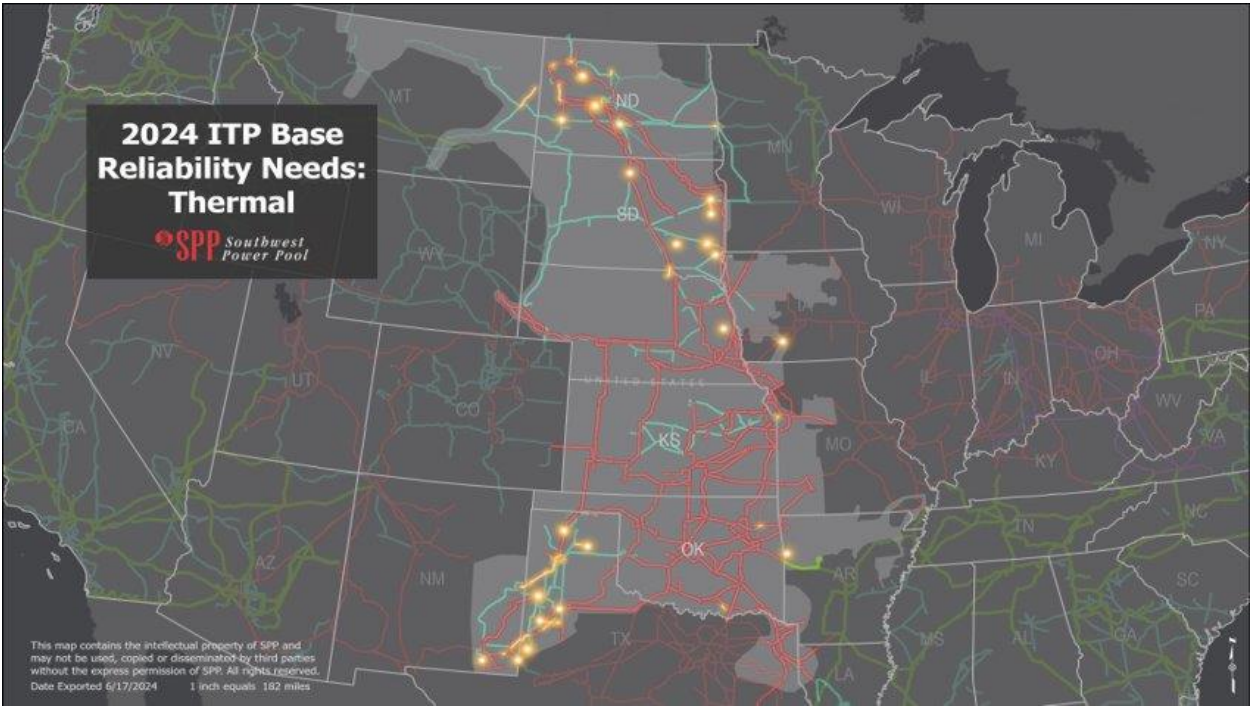 2024 ITP Base
Reliability Needs:
Thermal
SPP Southwest
Power Pool
WA
MT
ND
MN
SD
WI
MI
NY
WY
IA
PA
NV
UT
CO
UNITED STATES
IL
IN
OH
WV
VA
CA
KS
MO
KY
AZ
NM
OK
AR
TN
NC
SC
TX
MS
AL
GA
LA
This map contains the intellectual property of SPP and
may not be used, copied or disseminated by third parties
without the express permission of SPP. All rights reserved.
Date Exported 6/17/2024 1 inch equals 182 miles